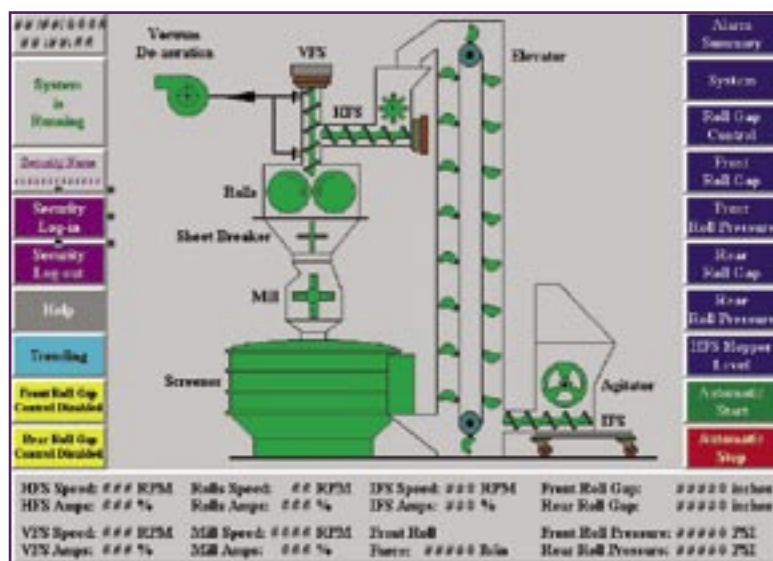 ##/##/####
##:##:##
System
is
Running
Security
Log-in
Security
Log-out
Help
Trending
Front Roll Gap
Control Disabled
Rear Roll Gap
Control Disabled
Vacuum
De-aeration
VFS
HFS
Elevator
Rolls
Sheet Breaker
Mill
Screener
Agitator
IFS
Alarm
Summary
System
Roll Gap
Control
Front
Roll Gap
Front
Roll Pressure
Rear
Roll Gap
Rear
Roll Pressure
HFS Hopper
Level
Automatic
Start
Automatic
Stop
HFS Speed: ### RPM Rolls Speed: ## RPM IFS Speed: ### RPM Front Roll Gap: ##### inches
HFS Amps: ### % Rolls Amps: ### % IFS Amps: ### % Rear Roll Gap: ##### inches
VFS Speed: ### RPM Mill Speed: #### RPM Front Roll Front Roll Pressure: ##### PSI
VFS Amps: ### % Mill Amps: ### % Force: ##### lb/in Rear Roll Pressure: ##### PSI